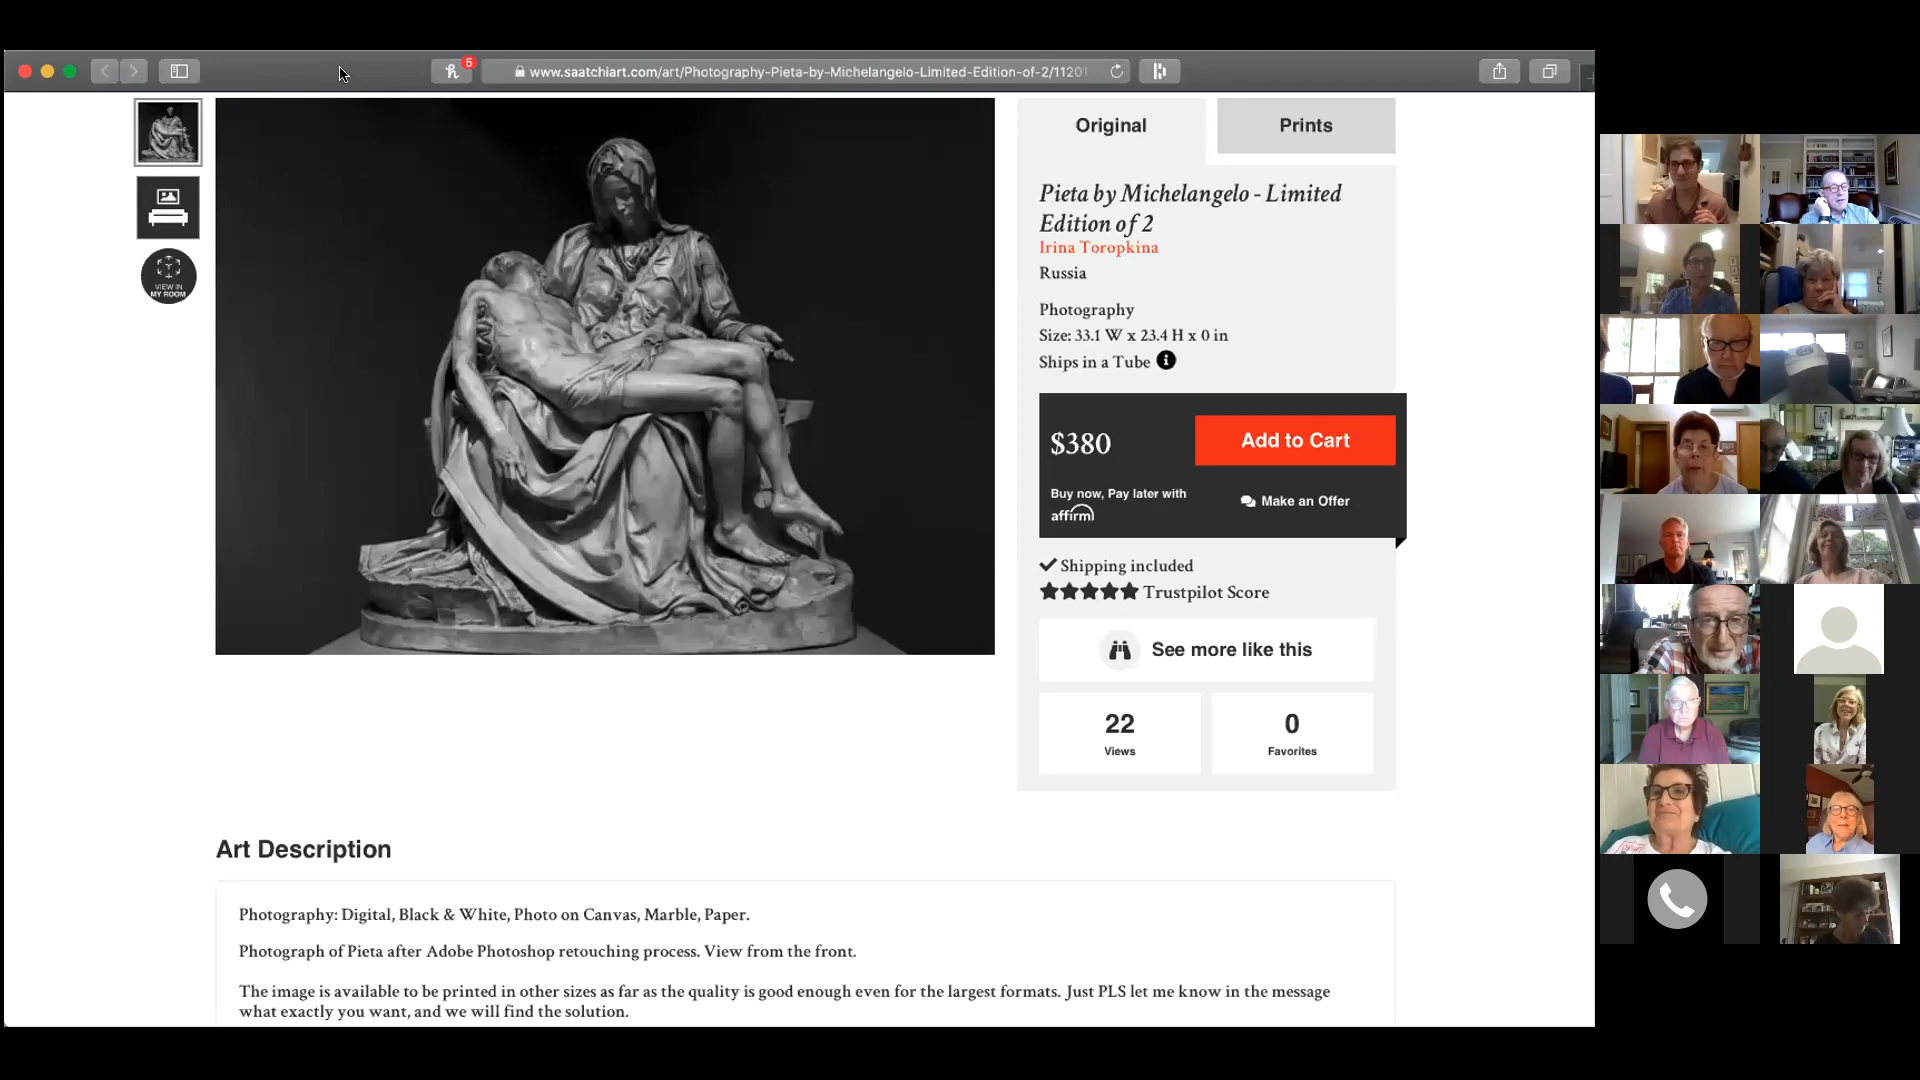 5
www.saatchiart.com/art/Photography-Pieta-by-Michelangelo-Limited-Edition-of-2/11201
VIEW IN
MY ROOM
Original
Prints
Pieta by Michelangelo - Limited
Edition of 2
Irina Toropkina
Russia
Photography
Size: 33.1 W x 23.4 H x 0 in
Ships in a Tube
$380
Add to Cart
Buy now, Pay later with
affirm
Make an Offer
Shipping included
Trustpilot Score
See more like this
22
Views
0
Favorites
Art Description
Photography: Digital, Black & White, Photo on Canvas, Marble, Paper.
Photograph of Pieta after Adobe Photoshop retouching process. View from the front.
The image is available to be printed in other sizes as far as the quality is good enough even for the largest formats. Just PLS let me know in the message
what exactly you want, and we will find the solution.